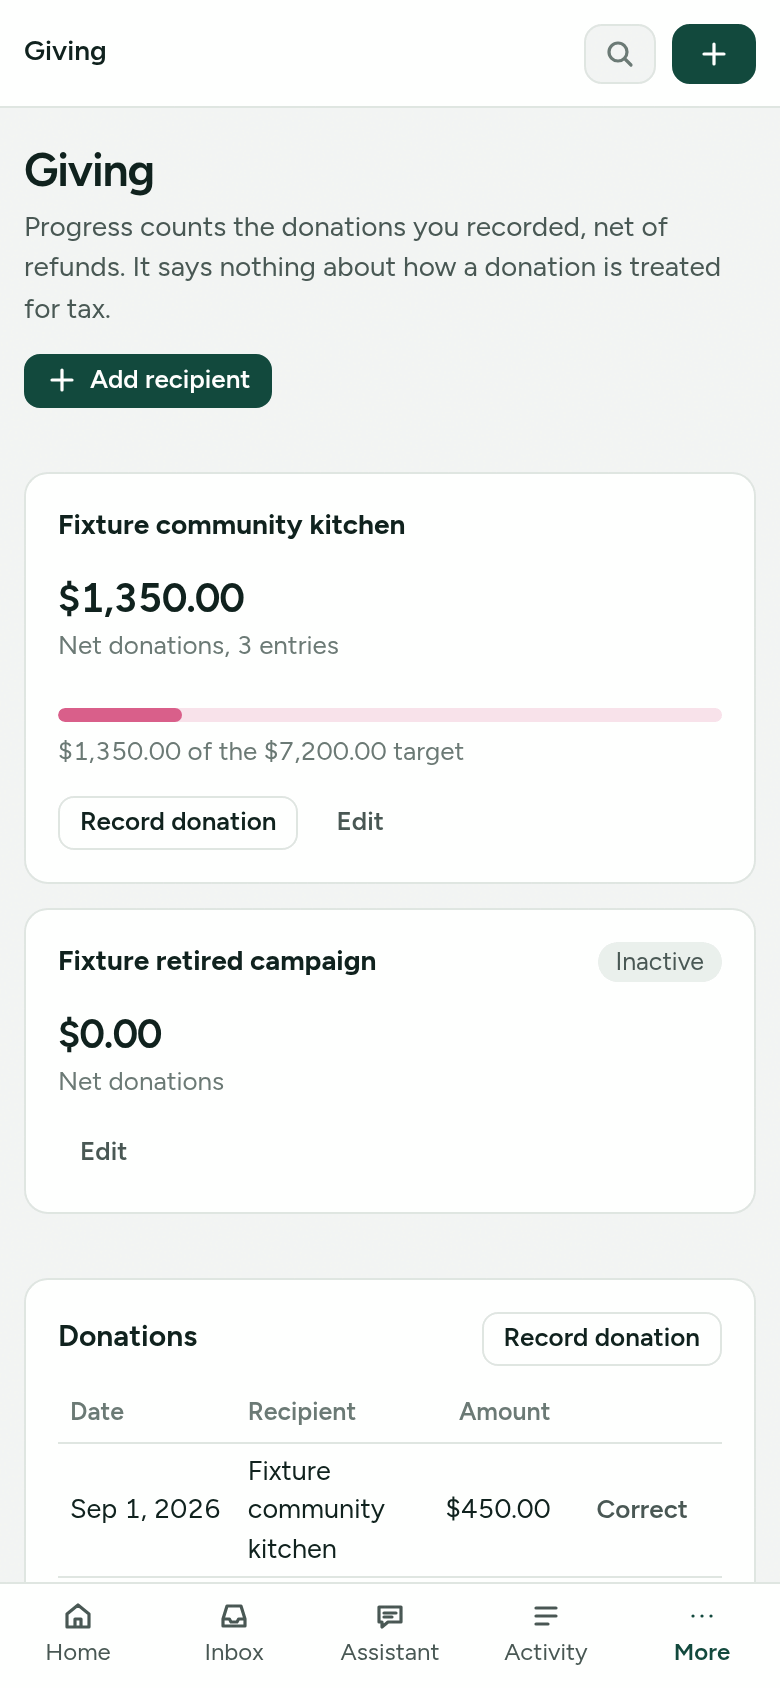 Giving
Giving
Progress counts the donations you recorded, net of
refunds. It says nothing about how a donation is treated
for tax.
Add recipient
Fixture community kitchen
$1,350.00
Net donations, 3 entries
$1,350.00 of the $7,200.00 target
Record donation Edit
Fixture retired campaign Inactive
$0.00
Net donations
Edit
Donations Record donation
Date Recipient Amount
Sep 1, 2026 Fixture community kitchen $450.00 Correct
Home Inbox Assistant Activity More